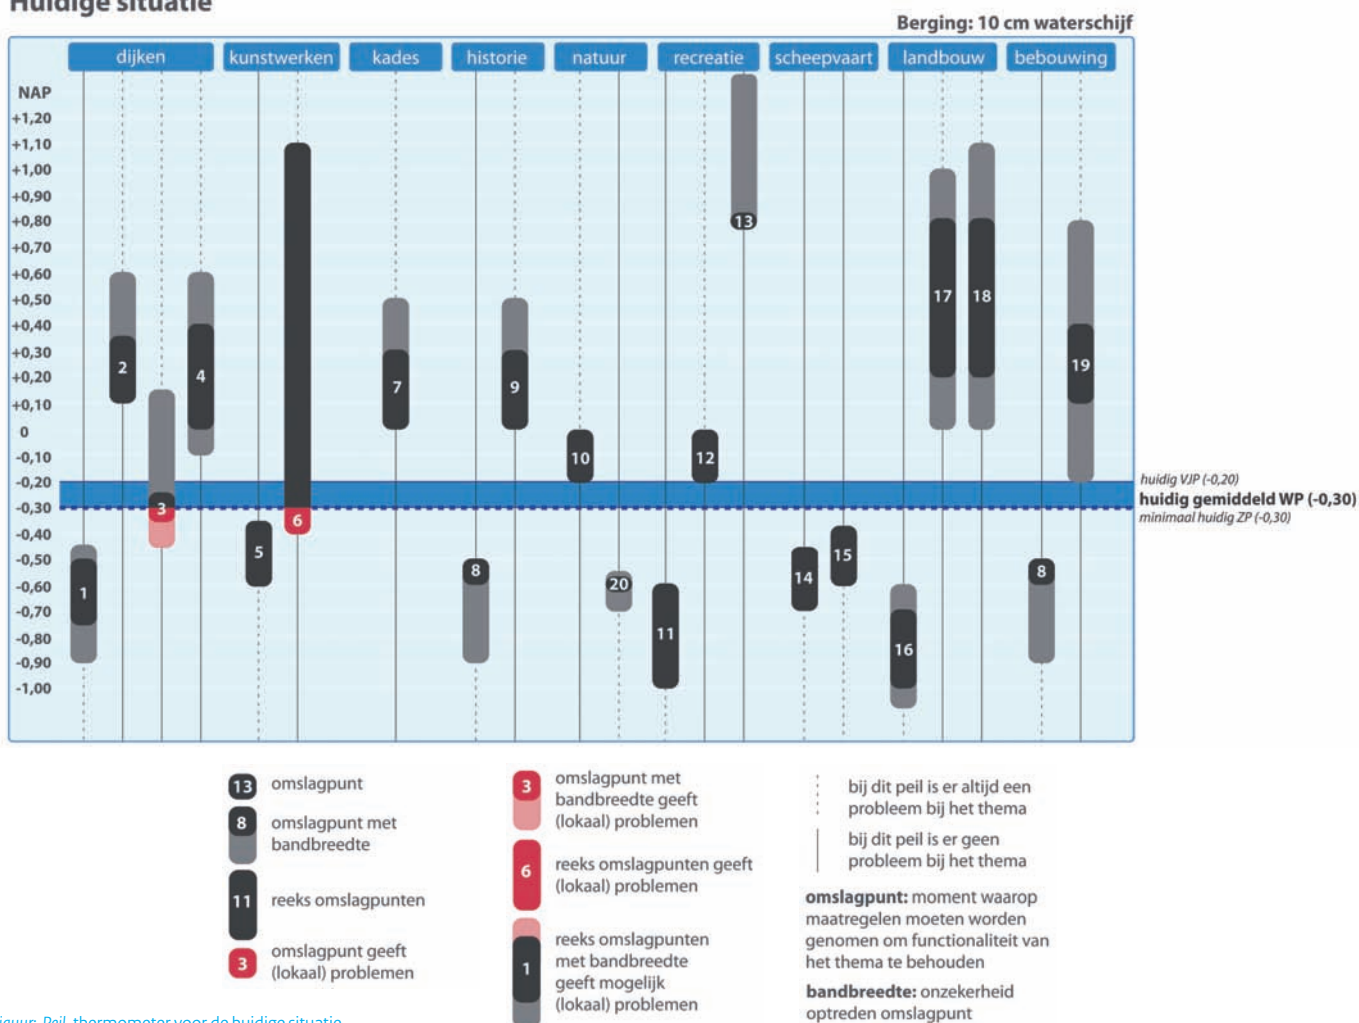 Huidige situatie
Berging: 10 cm waterschijf
dijken kunstwerken kades historie natuur recreatie scheepvaart landbouw bebouwing
NAP
+1,20
+1,10
+1,00
+0,90
+0,80
+0,70
+0,60
+0,50
+0,40
+0,30
+0,20
+0,10
0
-0,10
-0,20
-0,30
-0,40
-0,50
-0,60
-0,70
-0,80
-0,90
-1,00
1
2
3
4
5
6
7
8
9
10
20
11
12
13
14
15
16
17
18
8
19
huidig VJP (-0,20)
huidig gemiddeld WP (-0,30)
minimaal huidig ZP (-0,30)
13 omslagpunt
8 omslagpunt met
bandbreedte
11 reeks omslagpunten
3 omslagpunt geeft
(lokaal) problemen
3 omslagpunt met
bandbreedte geeft
(lokaal) problemen
6 reeks omslagpunten geeft
(lokaal) problemen
1 reeks omslagpunten
met bandbreedte
geeft mogelijk
(lokaal) problemen
bij dit peil is er altijd een
probleem bij het thema
bij dit peil is er geen
probleem bij het thema
omslagpunt: moment waarop
maatregelen moeten worden
genomen om functionaliteit van
het thema te behouden
bandbreedte: onzekerheid
optreden omslagpunt
Peil thermometer voor de huidige situatie